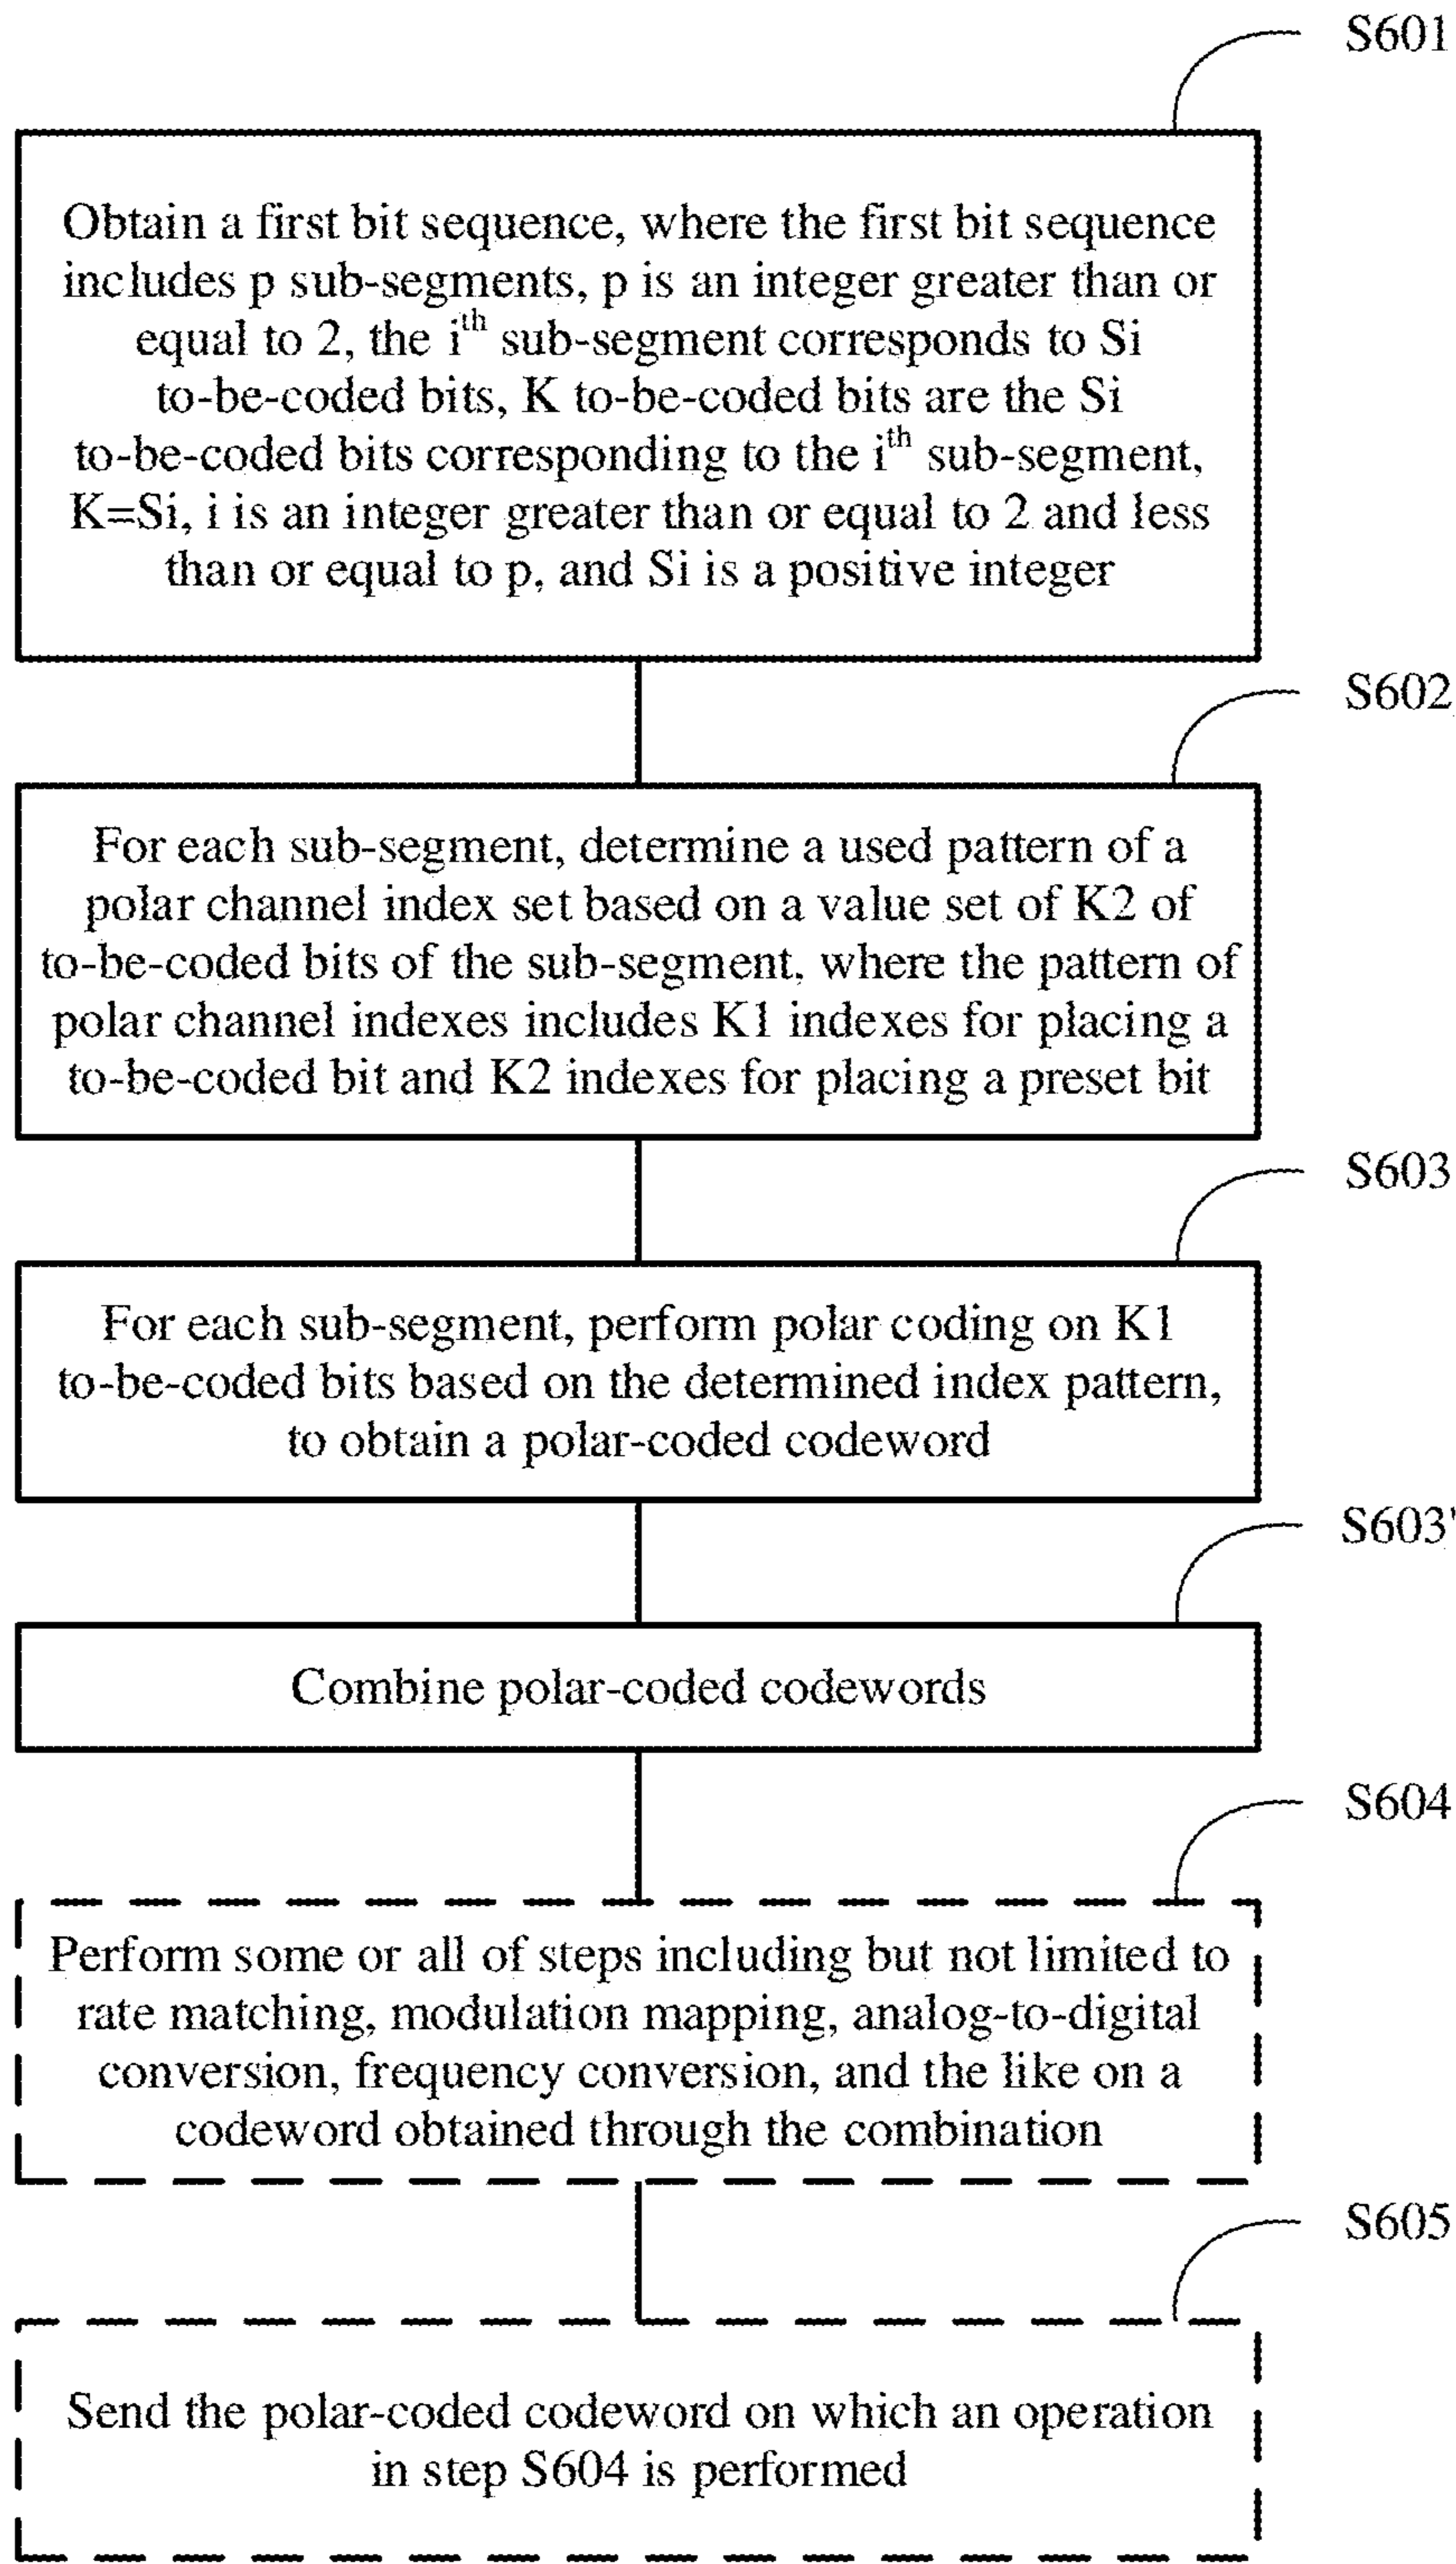 S601
Obtain a first bit sequence, where the first bit sequence
includes p sub-segments, p is an integer greater than or
equal to 2, the ith sub-segment corresponds to Si
to-be-coded bits, K to-be-coded bits are the Si
to-be-coded bits corresponding to the ith sub-segment,
K=Si, i is an integer greater than or equal to 2 and less
than or equal to p, and Si is a positive integer
S602
For each sub-segment, determine a used pattern of a
polar channel index set based on a value set of K2 of
to-be-coded bits of the sub-segment, where the pattern of
polar channel indexes includes K1 indexes for placing a
to-be-coded bit and K2 indexes for placing a preset bit
S603
For each sub-segment, perform polar coding on K1
to-be-coded bits based on the determined index pattern,
to obtain a polar-coded codeword
S603'
Combine polar-coded codewords
S604
Perform some or all of steps including but not limited to
rate matching, modulation mapping, analog-to-digital
conversion, frequency conversion, and the like on a
codeword obtained through the combination
S605
Send the polar-coded codeword on which an operation
in step S604 is performed